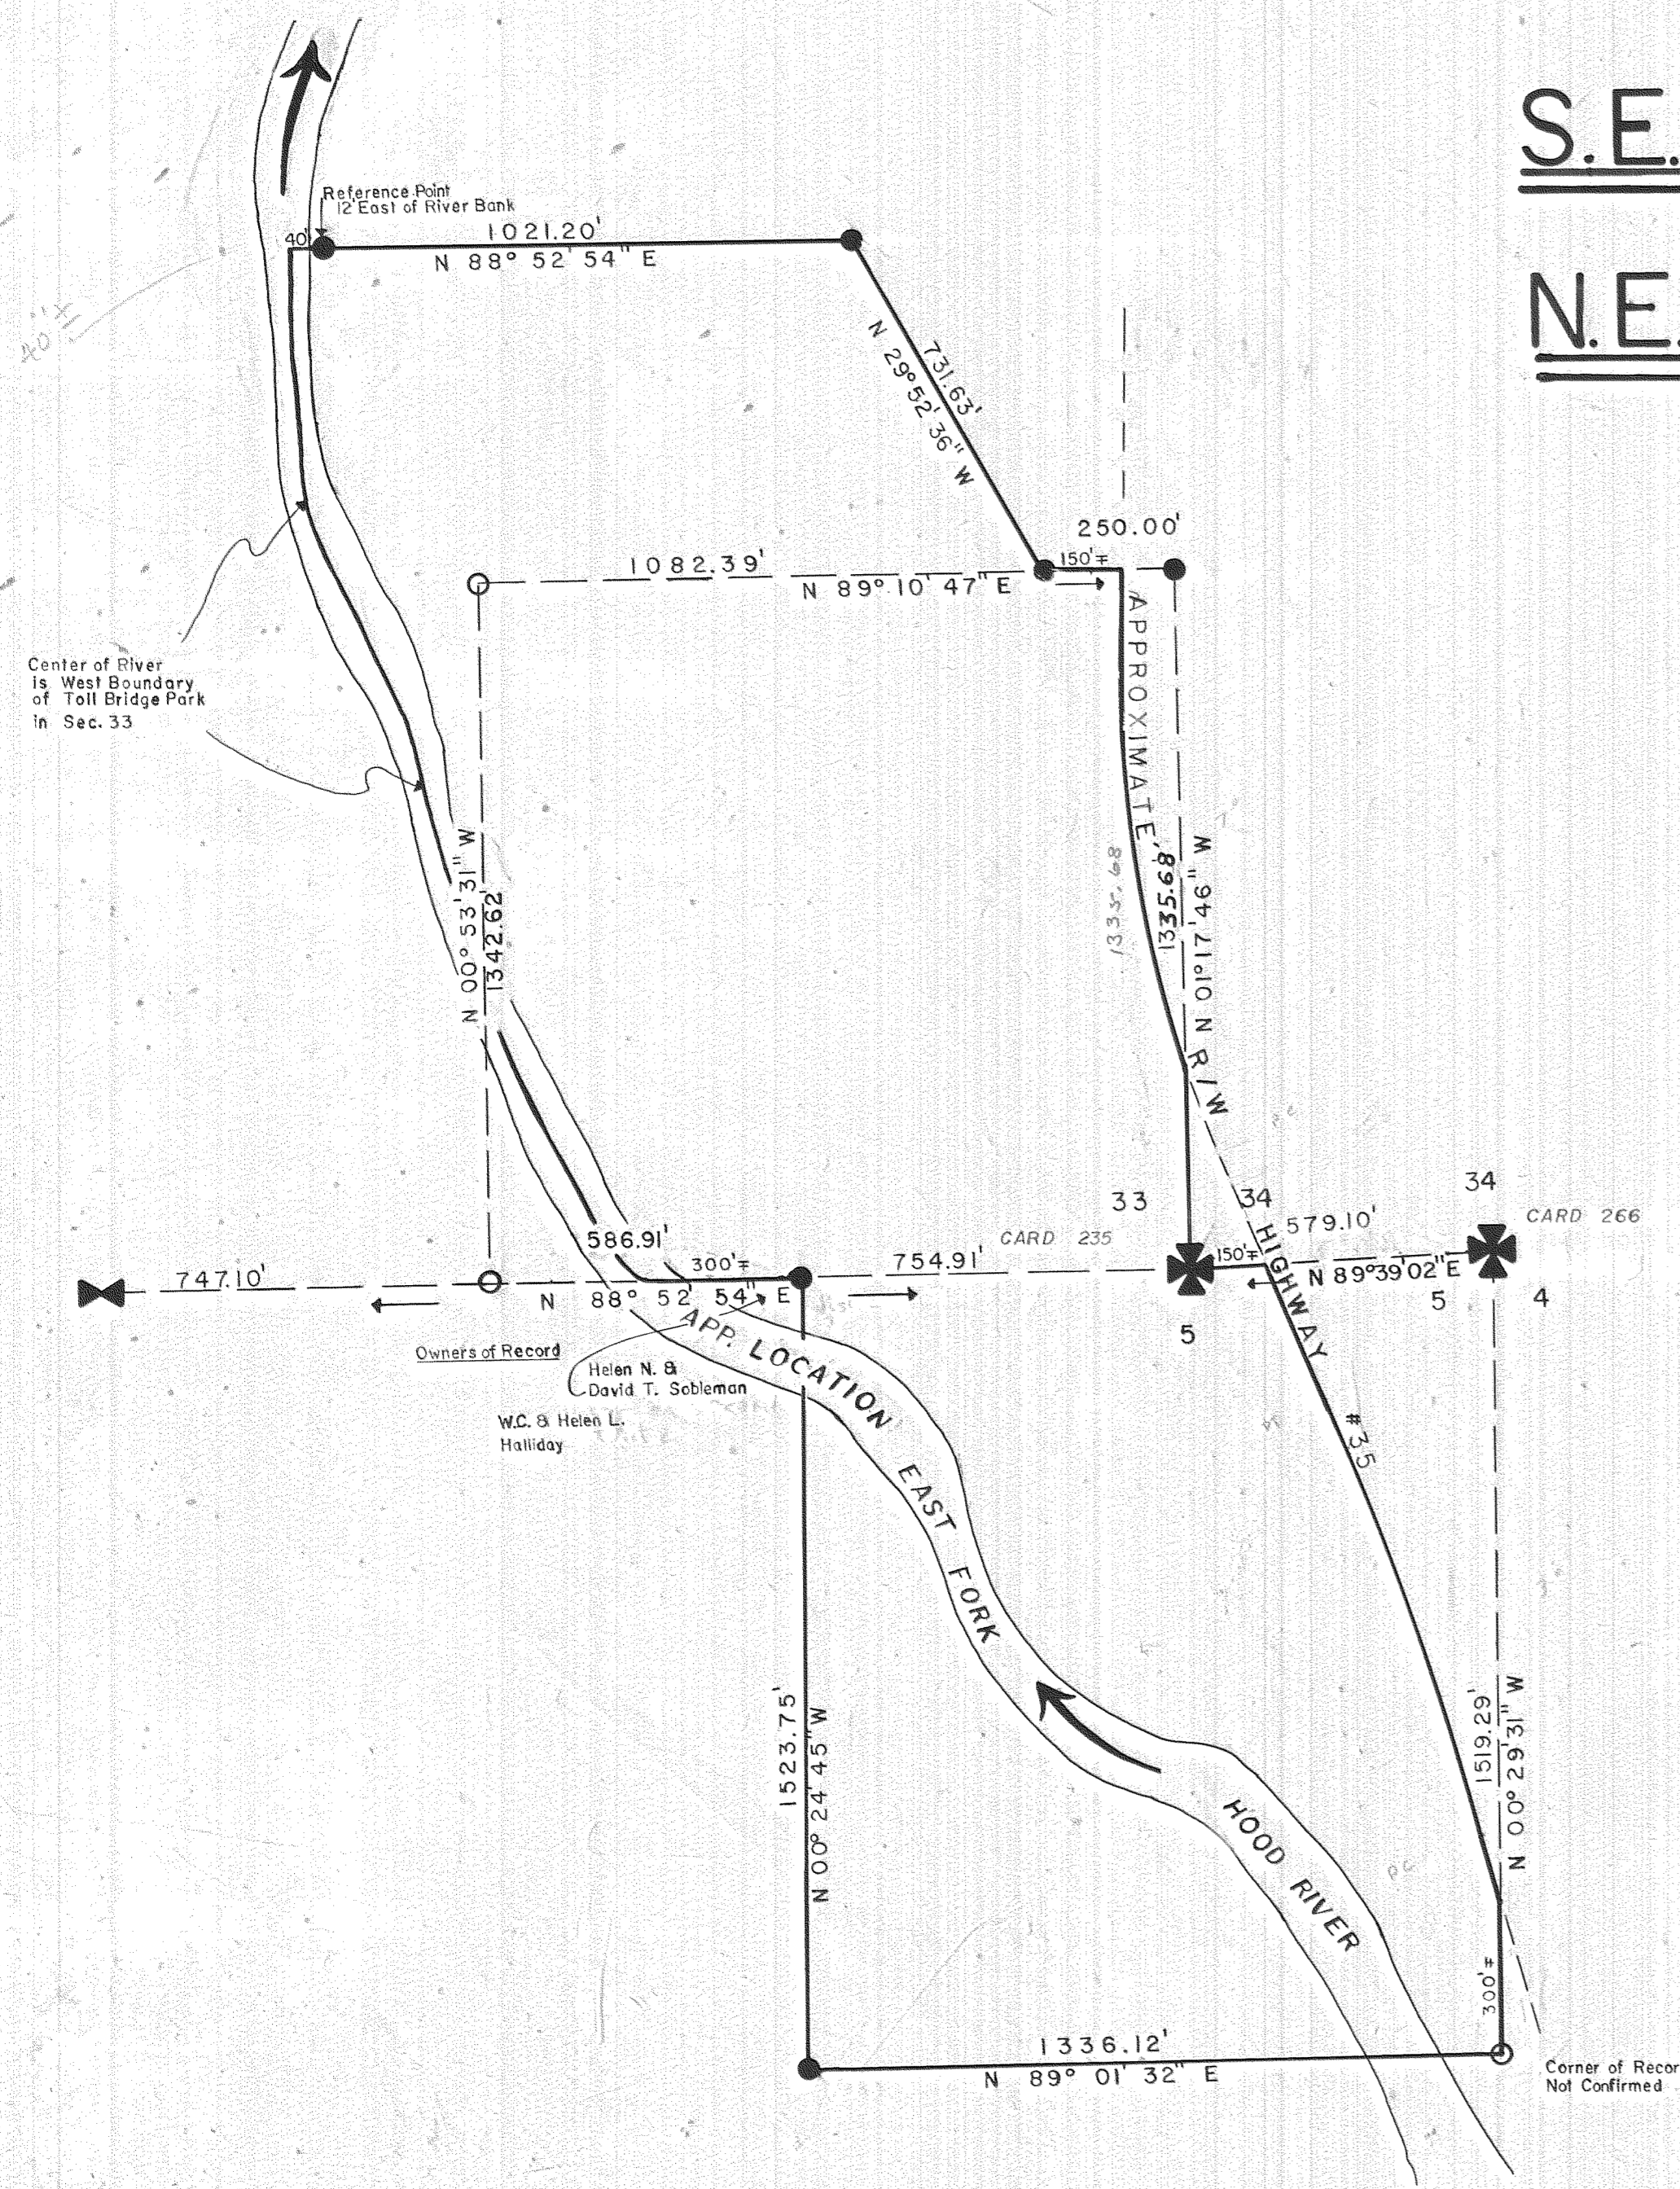 S.E.
N.E.
Reference Point
12' East of River Bank
40'
1021.20'
N 88° 52' 54" E
40'±
731.63'
N 29° 52' 36" W
250.00'
150'∓
1082.39'
N 89° 10' 47" E
Center of River
is West Boundary
of Toll Bridge Park
in Sec. 33
N 00° 53' 31" W
1342.62'
APPROXIMATE
R/W
HIGHWAY
#35
1335.68
1335.68'
N 01° 17' 46" W
33
34
34
CARD 235
CARD 266
579.10'
150'∓
N 89° 39' 02" E
5
5
4
747.10'
586.91'
300'∓
754.91'
N 88° 52' 54" E
APP. LOCATION EAST FORK HOOD RIVER
Owners of Record
Helen N. &
David T. Sobleman
W.C. & Helen L.
Halliday
1523.75'
N 00° 24' 45" W
1519.29'
N 00° 29' 31" W
300'∓
1336.12'
N 89° 01' 32" E
Corner of Recor
Not Confirmed